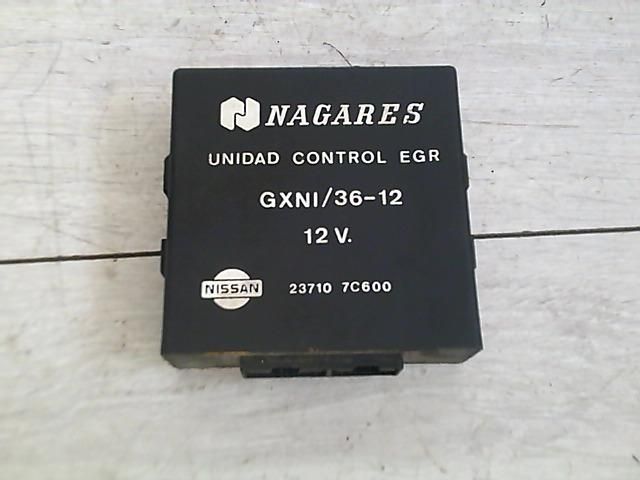 NAGARES
UNIDAD CONTROL EGR
GXNI/36-12
12 V.
NISSAN 23710 7C600